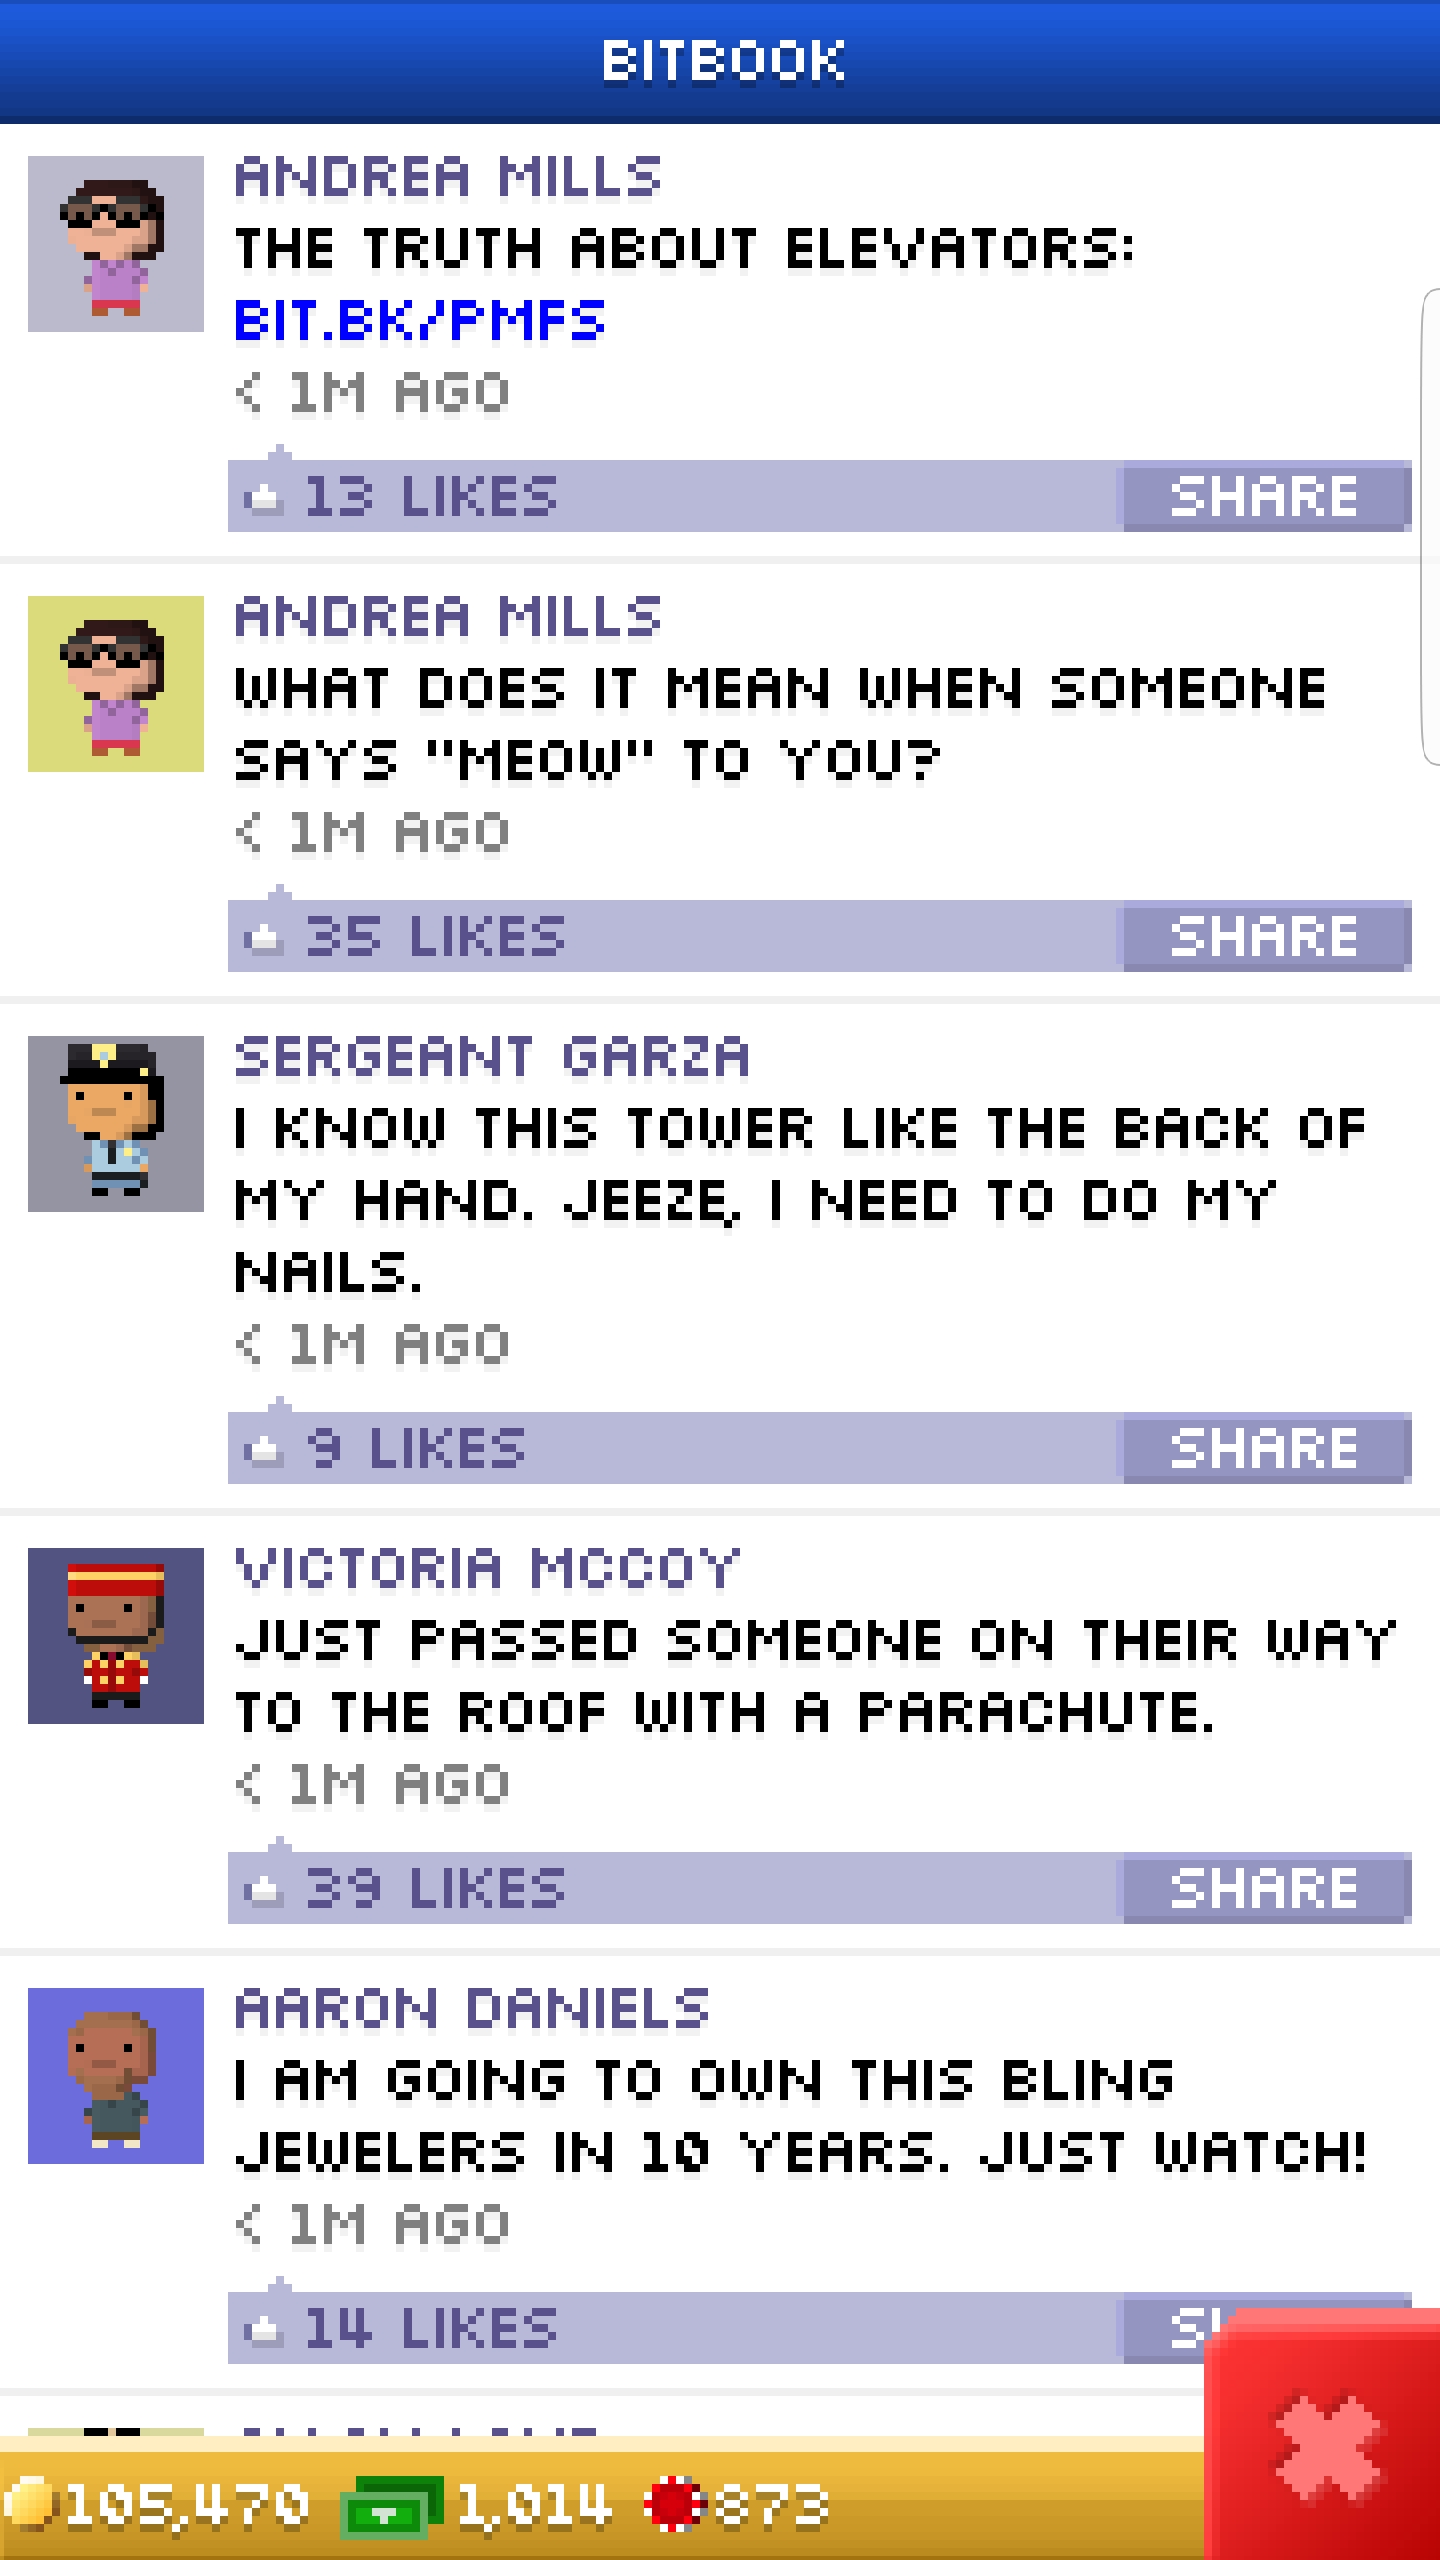 BITBOOK
ANDREA MILLS
THE TRUTH ABOUT ELEVATORS:
BIT.BK/PMFS
< 1M AGO
13 LIKES SHARE
ANDREA MILLS
WHAT DOES IT MEAN WHEN SOMEONE
SAYS "MEOW" TO YOU?
< 1M AGO
35 LIKES SHARE
SERGEANT GARZA
I KNOW THIS TOWER LIKE THE BACK OF
MY HAND. JEEZE, I NEED TO DO MY
NAILS.
< 1M AGO
9 LIKES SHARE
VICTORIA MCCOY
JUST PASSED SOMEONE ON THEIR WAY
TO THE ROOF WITH A PARACHUTE.
< 1M AGO
39 LIKES SHARE
AARON DANIELS
I AM GOING TO OWN THIS BLING
JEWELERS IN 10 YEARS. JUST WATCH!
< 1M AGO
14 LIKES
105,470 1,014 873